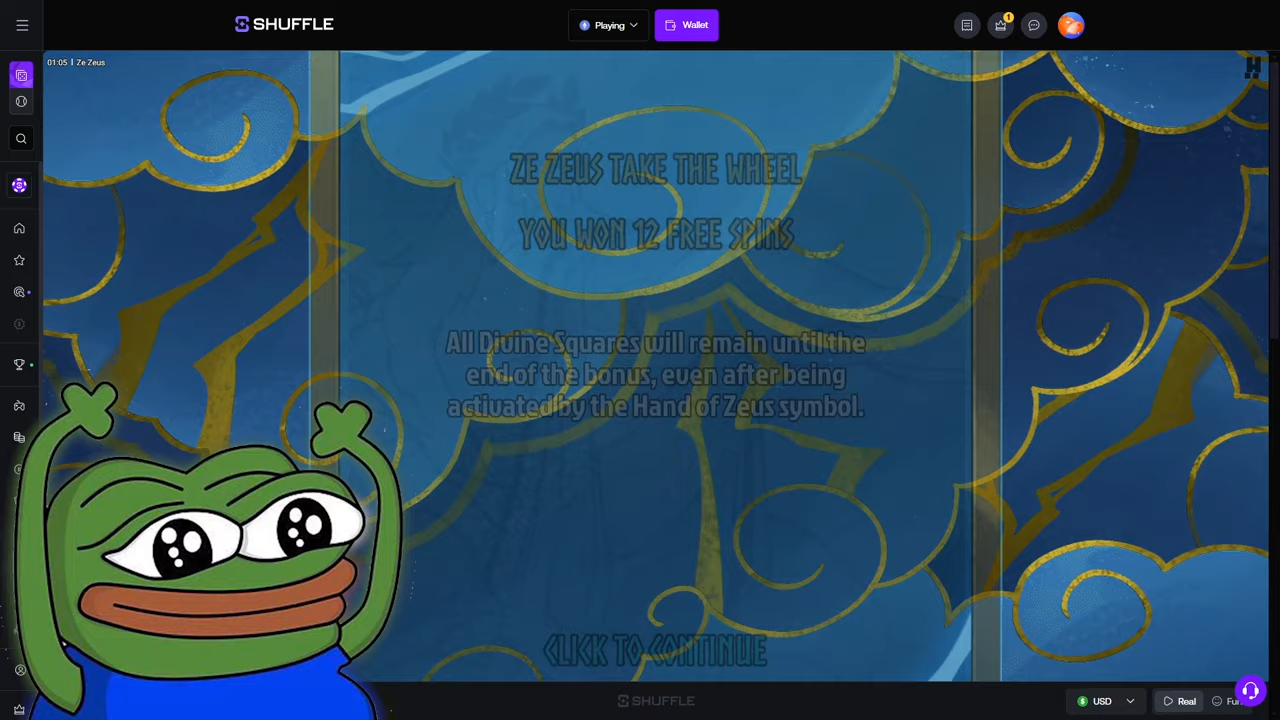 SHUFFLE
Playing
Wallet
1
01:05 | Ze Zeus
ZE ZEUS TAKE THE WHEEL
YOU WON 12 FREE SPINS
All Divine Squares will remain until the
end of the bonus, even after being
activated by the Hand of Zeus symbol.
CLICK TO CONTINUE
SHUFFLE
USD
Real